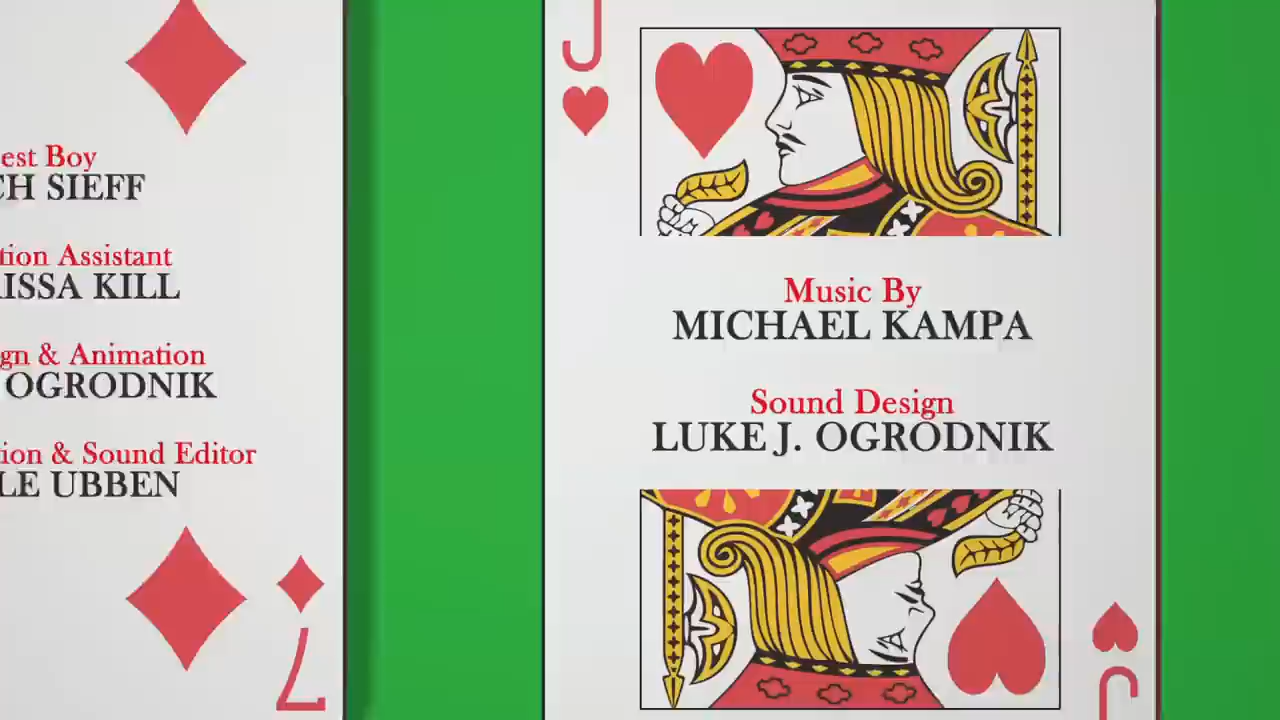 est Boy
CH SIEFF
tion Assistant
ISSA KILL
gn & Animation
OGRODNIK
ion & Sound Editor
LE UBBEN
7
J
Music By
MICHAEL KAMPA
Sound Design
LUKE J. OGRODNIK
J